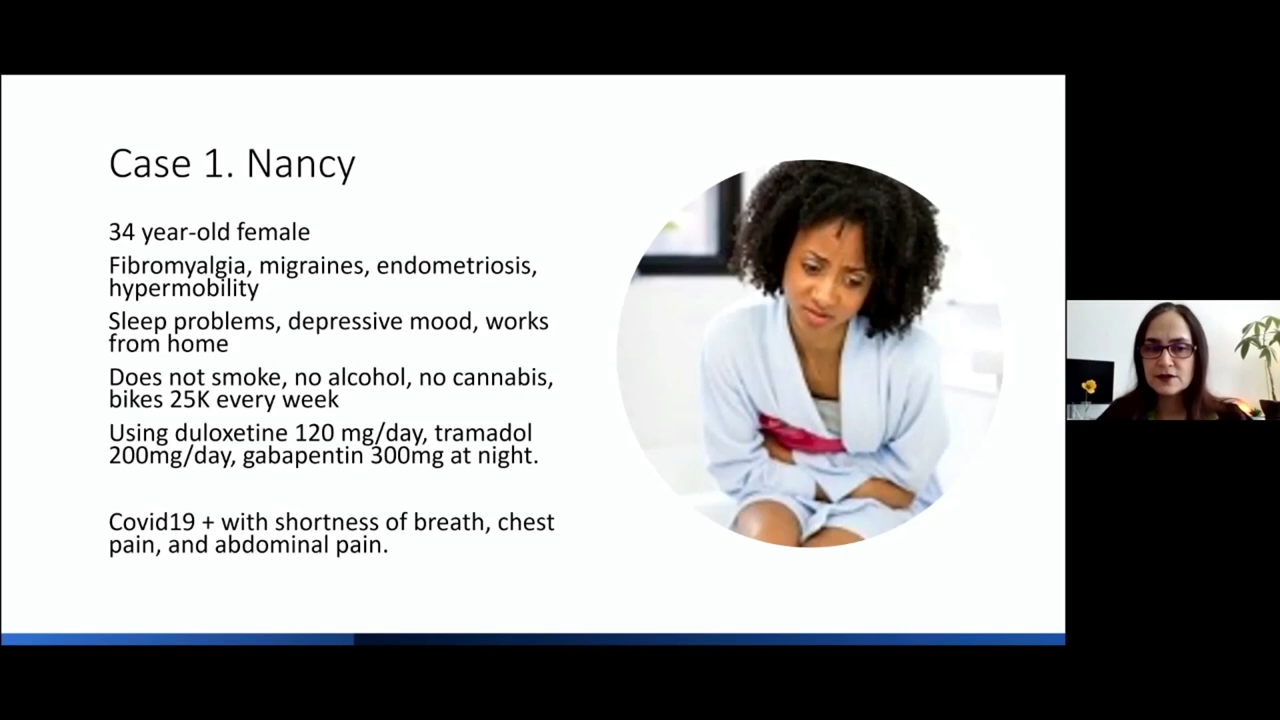 Case 1. Nancy
34 year-old female
Fibromyalgia, migraines, endometriosis,
hypermobility
Sleep problems, depressive mood, works
from home
Does not smoke, no alcohol, no cannabis,
bikes 25K every week
Using duloxetine 120 mg/day, tramadol
200mg/day, gabapentin 300mg at night.
Covid19 + with shortness of breath, chest
pain, and abdominal pain.